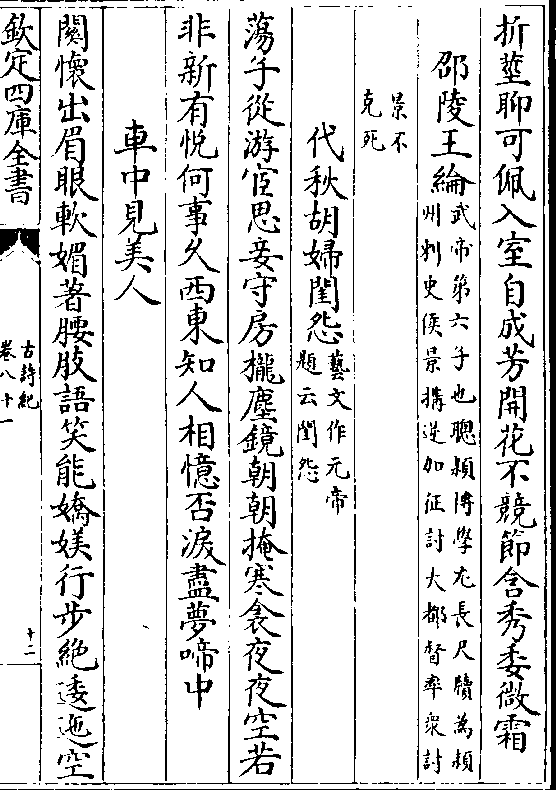 折莖聊可佩入室自成芳開花不競節含秀委微霜
邵陵王綸武帝第六子也聰穎博學尤長尺牘為
州刺史侯景搆逆加征討大都督率衆討
景不
克死
代秋胡婦閨怨藝文作元帝
題云閨怨
蕩子從游宦思妾守房櫳塵鏡朝朝掩寒衾夜夜空若
非新有悅何事久西東知人相憶否淚盡夢啼中
車中見美人
關懷出眉眼軟媚著腰肢語笑能嬌媄行步絶逶迤空
欽定四庫全書
古詩紀
卷八十一
十二